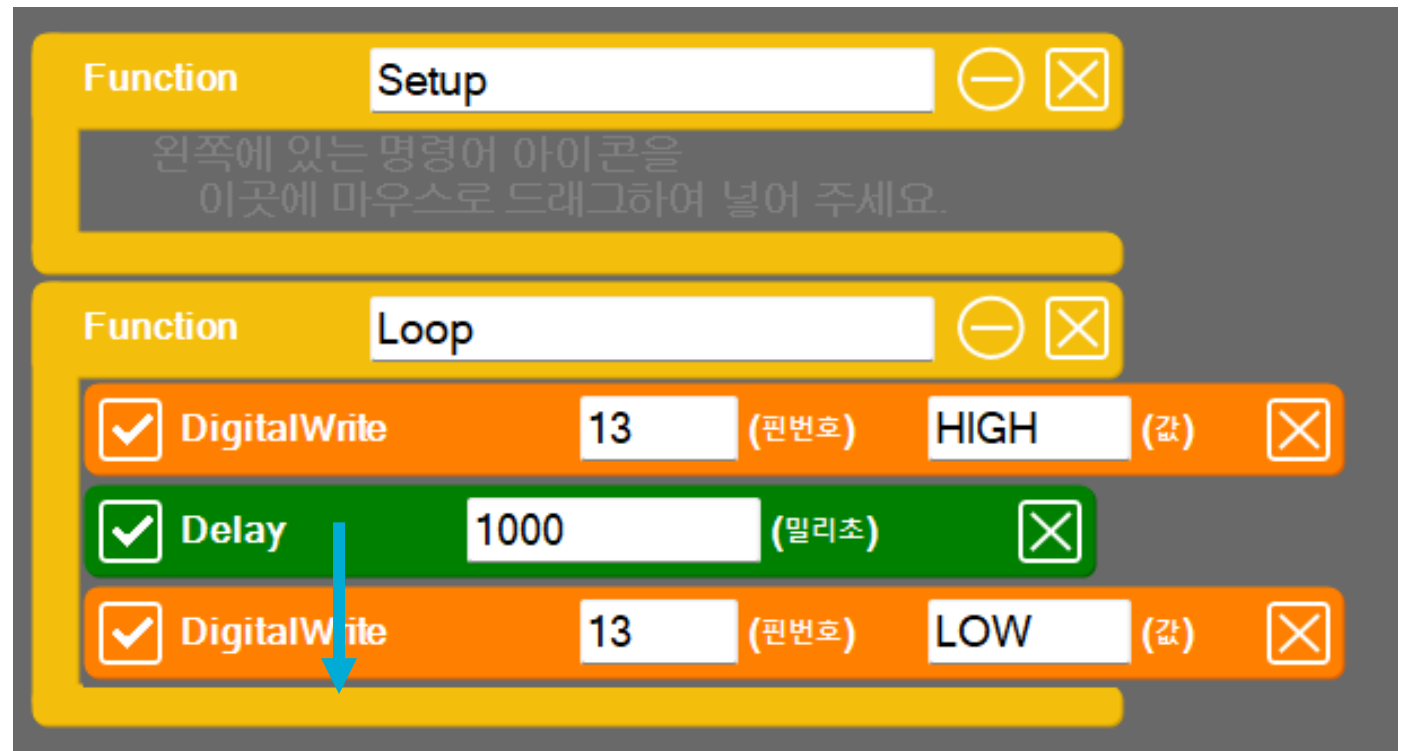 Function Setup
왼쪽에 있는 명령어 아이콘을
이곳에 마우스로 드래그하여 넣어 주세요.
Function Loop
DigitalWrite 13 (핀번호) HIGH (값)
Delay 1000 (밀리초)
DigitalWrite 13 (핀번호) LOW (값)